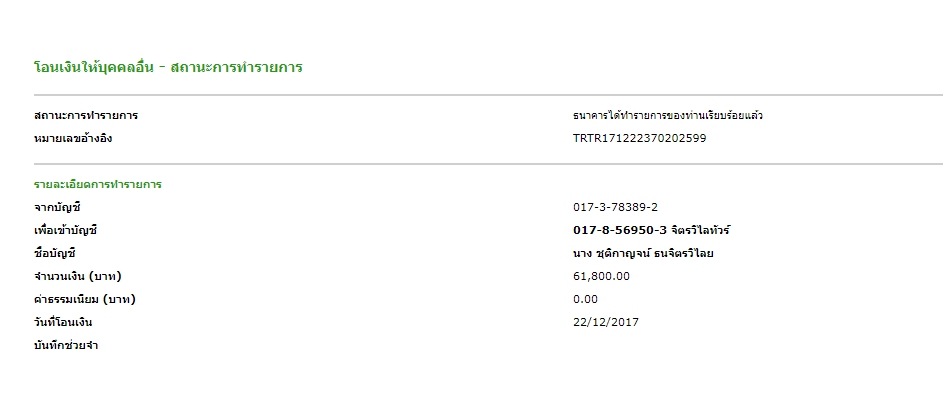 โอนเงินให้บุคคลอื่น - สถานะการทำรายการ
สถานะการทำรายการ ธนาคารได้ทำรายการของท่านเรียบร้อยแล้ว
หมายเลขอ้างอิง TRTR171222370202599
รายละเอียดการทำรายการ
จากบัญชี 017-3-78389-2
เพื่อเข้าบัญชี 017-8-56950-3 จิตรวิไลทัวร์
ชื่อบัญชี นาง ชุติกาญจน์ ธนจิตรวิไลย
จำนวนเงิน (บาท) 61,800.00
ค่าธรรมเนียม (บาท) 0.00
วันที่โอนเงิน 22/12/2017
บันทึกช่วยจำ